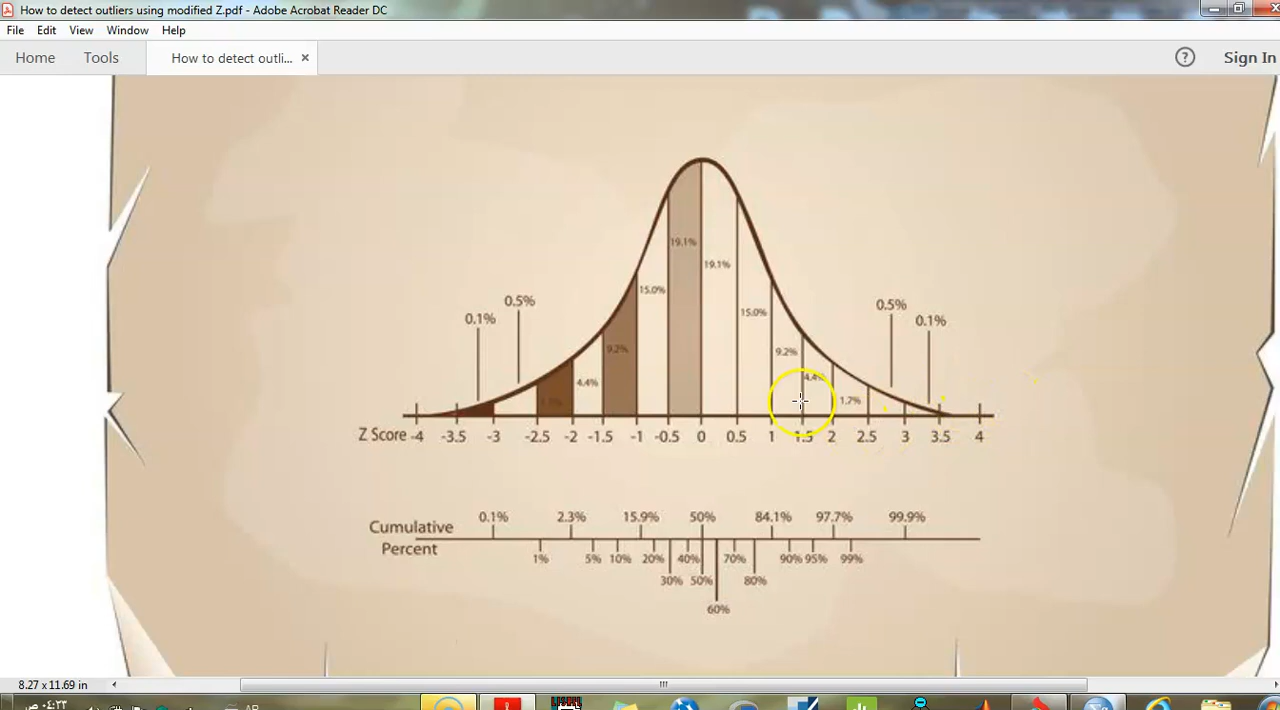 How to detect outliers using modified Z.pdf - Adobe Acrobat Reader DC
File Edit View Window Help
Home Tools How to detect outli... × ? Sign In
19.1%
19.1%
15.0%
0.5% 0.5%
15.0%
0.1% 0.1%
9.2%
9.2%
4.4%
4.4%
1.7%
Z Score -4 -3.5 -3 -2.5 -2 -1.5 -1 -0.5 0 0.5 1 1.5 2 2.5 3 3.5 4
0.1% 2.3% 15.9% 50% 84.1% 97.7% 99.9%
Cumulative
Percent
1% 5% 10% 20% 40% 70% 90% 95% 99%
30% 50% 80%
60%
8.27 x 11.69 in